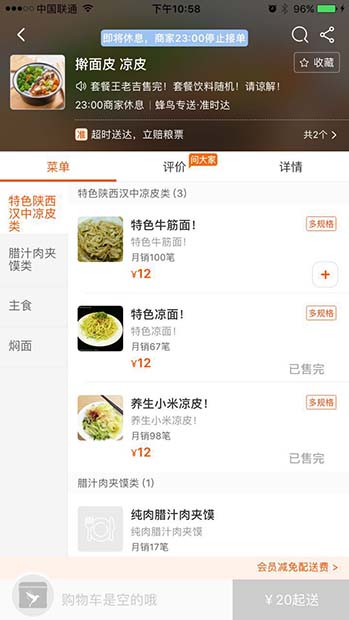 中国联通
下午10:58
96%
即将休息，商家23:00停止接单
擀面皮 凉皮
收藏
套餐王老吉售完！套餐饮料随机！请谅解！
23:00商家休息｜蜂鸟专送·准时达
准 超时送达，立赔粮票
共2个
菜单
评价
问大家
详情
特色陕西汉中凉皮类
腊汁肉夹馍类
主食
焖面
特色陕西汉中凉皮类 (3)
特色牛筋面！
多规格
特色牛筋面！
月销100笔
¥12
特色凉面！
多规格
特色凉面！
月销67笔
¥12
已售完
养生小米凉皮！
多规格
养生小米凉皮！
月销98笔
¥12
已售完
腊汁肉夹馍类 (1)
纯肉腊汁肉夹馍
纯肉腊汁肉夹馍
月销17笔
会员减免配送费 >
购物车是空的哦
¥20起送